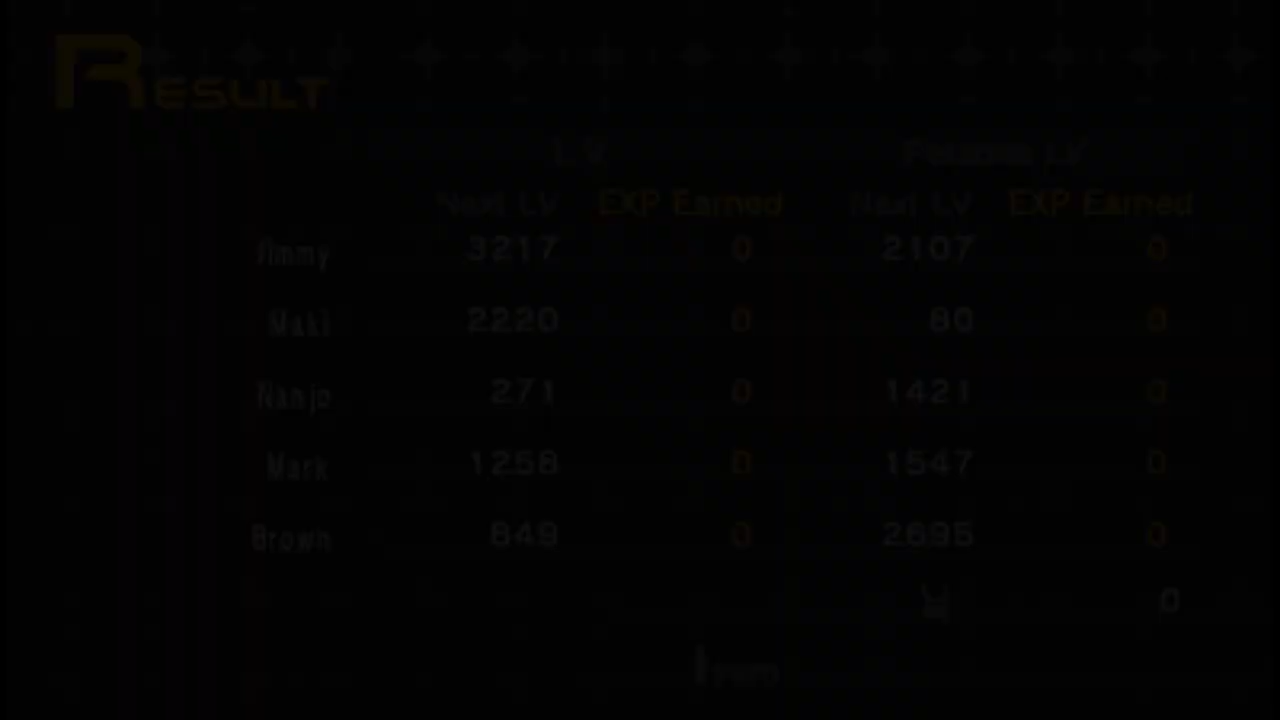 RESULT
LV Persona LV
Next LV EXP Earned Next LV EXP Earned
Jimmy 3217 0 2107 0
Maki 2220 0 80 0
Nanjo 271 0 1421 0
Mark 1258 0 1547 0
Brown 849 0 2695 0
0